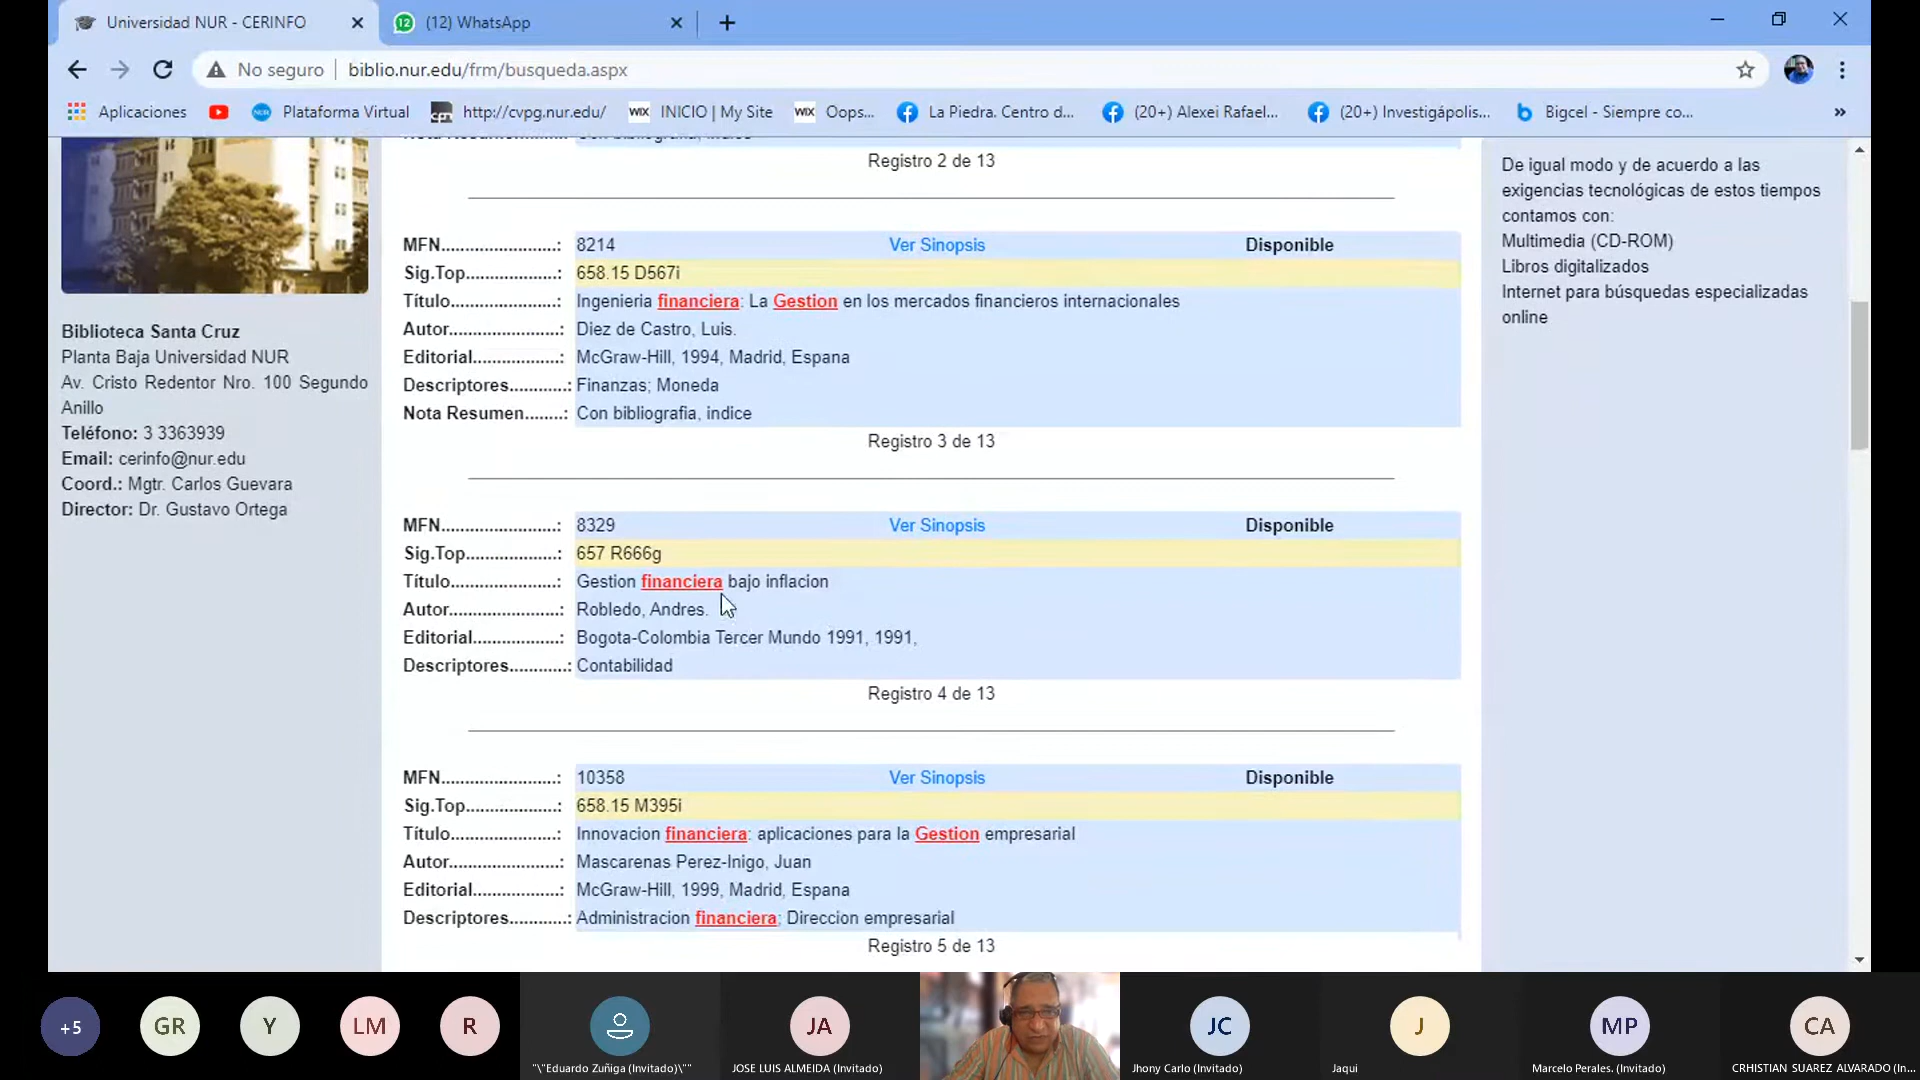 Universidad NUR - CERINFO
(12) WhatsApp
No seguro
biblio.nur.edu/frm/busqueda.aspx
Aplicaciones
Plataforma Virtual
http://cvpg.nur.edu/
INICIO | My Site
Oops...
La Piedra. Centro d...
(20+) Alexei Rafael...
(20+) Investigápolis...
Bigcel - Siempre co...
»
Registro 2 de 13
MFN....................: 8214 Ver Sinopsis Disponible
Sig.Top..................: 658.15 D567i
Título.....................: Ingenieria financiera: La Gestion en los mercados financieros internacionales
Autor.....................: Diez de Castro, Luis.
Editorial.................: McGraw-Hill, 1994, Madrid, Espana
Descriptores...........: Finanzas; Moneda
Nota Resumen.......: Con bibliografia, indice
Registro 3 de 13
MFN....................: 8329 Ver Sinopsis Disponible
Sig.Top..................: 657 R666g
Título.....................: Gestion financiera bajo inflacion
Autor.....................: Robledo, Andres.
Editorial.................: Bogota-Colombia Tercer Mundo 1991, 1991,
Descriptores...........: Contabilidad
Registro 4 de 13
MFN....................: 10358 Ver Sinopsis Disponible
Sig.Top..................: 658.15 M395i
Título.....................: Innovacion financiera: aplicaciones para la Gestion empresarial
Autor.....................: Mascarenas Perez-Inigo, Juan
Editorial.................: McGraw-Hill, 1999, Madrid, Espana
Descriptores...........: Administracion financiera; Direccion empresarial
Registro 5 de 13
Biblioteca Santa Cruz
Planta Baja Universidad NUR
Av. Cristo Redentor Nro. 100 Segundo
Anillo
Teléfono: 3 3363939
Email: cerinfo@nur.edu
Coord.: Mgtr. Carlos Guevara
Director: Dr. Gustavo Ortega
De igual modo y de acuerdo a las
exigencias tecnológicas de estos tiempos
contamos con:
Multimedia (CD-ROM)
Libros digitalizados
Internet para búsquedas especializadas
online
+5
GR
Y
LM
R
"\"Eduardo Zuñiga (Invitado)\""
JA
JOSE LUIS ALMEIDA (Invitado)
JC
Jhony Carlo (Invitado)
J
Jaqui
MP
Marcelo Perales. (Invitado)
CA
CRHISTIAN SUAREZ ALVARADO (In...